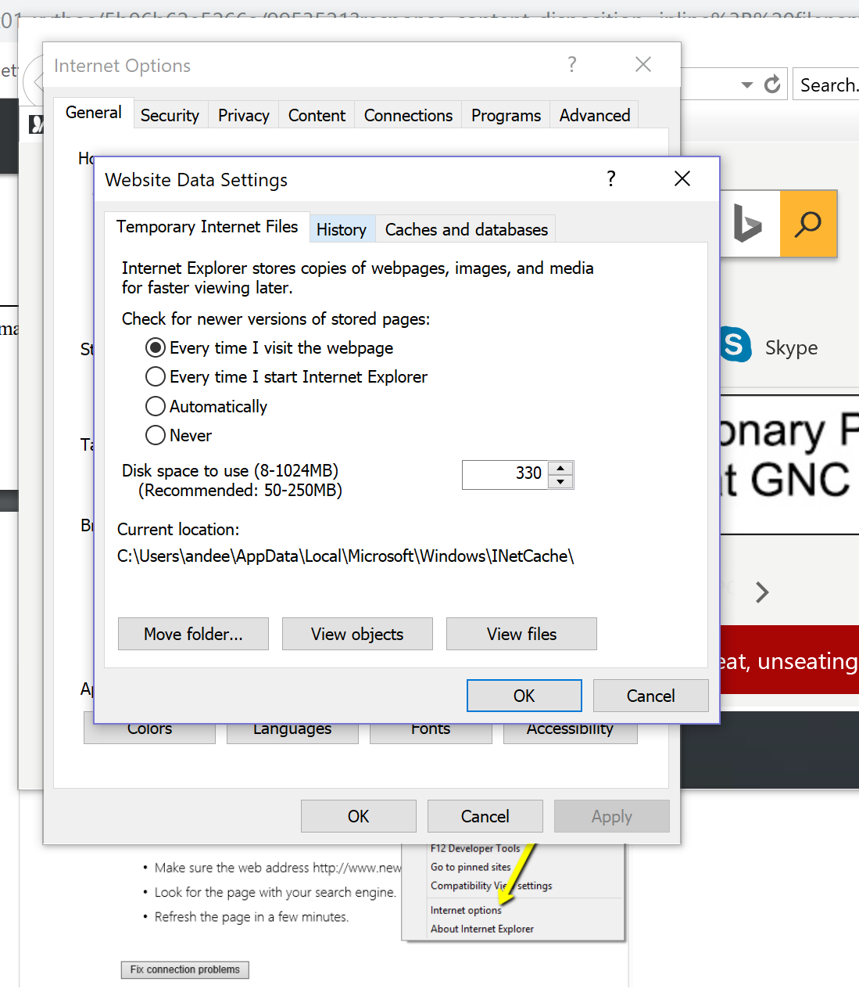 Internet Options
?
Search.
General
Security
Privacy
Content
Connections
Programs
Advanced
Website Data Settings
?
Temporary Internet Files
History
Caches and databases
Internet Explorer stores copies of webpages, images, and media
for faster viewing later.
Check for newer versions of stored pages:
Every time I visit the webpage
Every time I start Internet Explorer
Automatically
Never
Disk space to use (8-1024MB)
330
(Recommended: 50-250MB)
Current location:
C:\Users\andee\AppData\Local\Microsoft\Windows\INetCache\
Move folder...
View objects
View files
OK
Cancel
Skype
onary P
at GNC
eat, unseating
Colors
Languages
Fonts
Accessibility
OK
Cancel
Apply
F12 Developer Tools
Go to pinned sites
Compatibility View settings
Internet options
About Internet Explorer
• Make sure the web address http://www.new
• Look for the page with your search engine.
• Refresh the page in a few minutes.
Fix connection problems